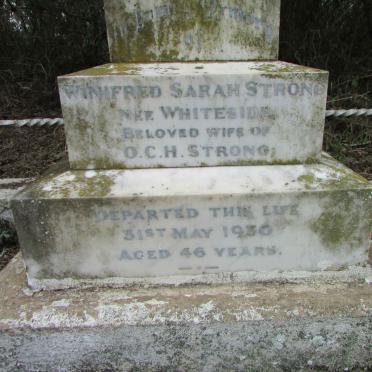 WINIFRED SARAH STRONG
NÉE WHITESIDE
BELOVED WIFE OF
O.C.H. STRONG
DEPARTED THIS LIFE
31ST MAY 1930
AGED 46 YEARS.